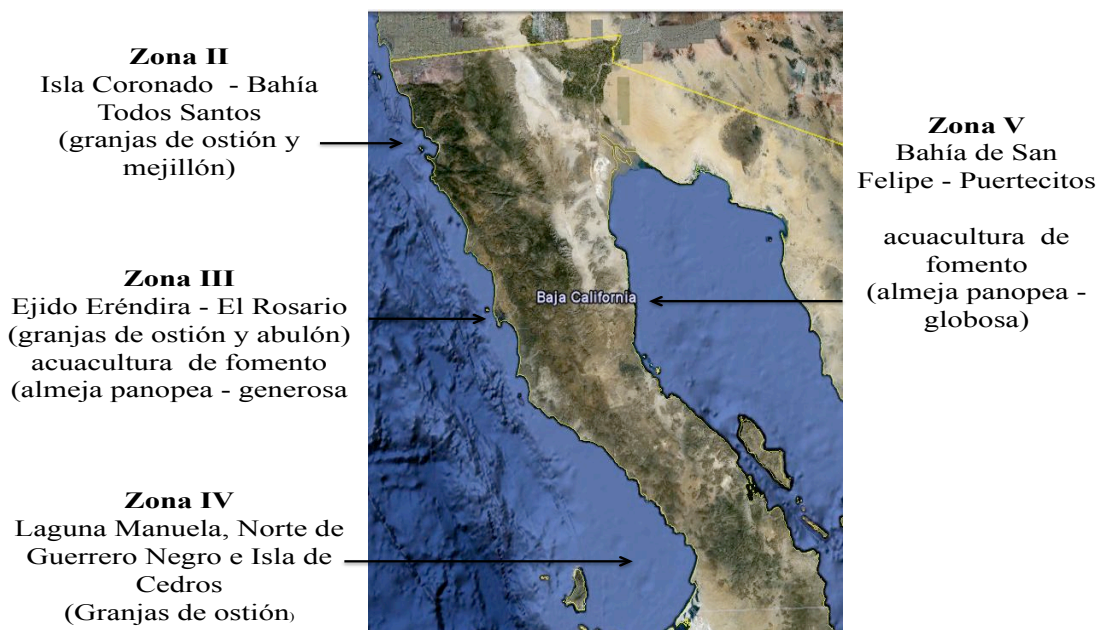 Zona II
Isla Coronado - Bahía
Todos Santos
(granjas de ostión y
mejillón)
Zona III
Ejido Eréndira - El Rosario
(granjas de ostión y abulón)
acuacultura de fomento
(almeja panopea - generosa
Zona IV
Laguna Manuela, Norte de
Guerrero Negro e Isla de
Cedros
(Granjas de ostión)
Baja California
Zona V
Bahía de San
Felipe - Puertecitos
acuacultura de
fomento
(almeja panopea -
globosa)